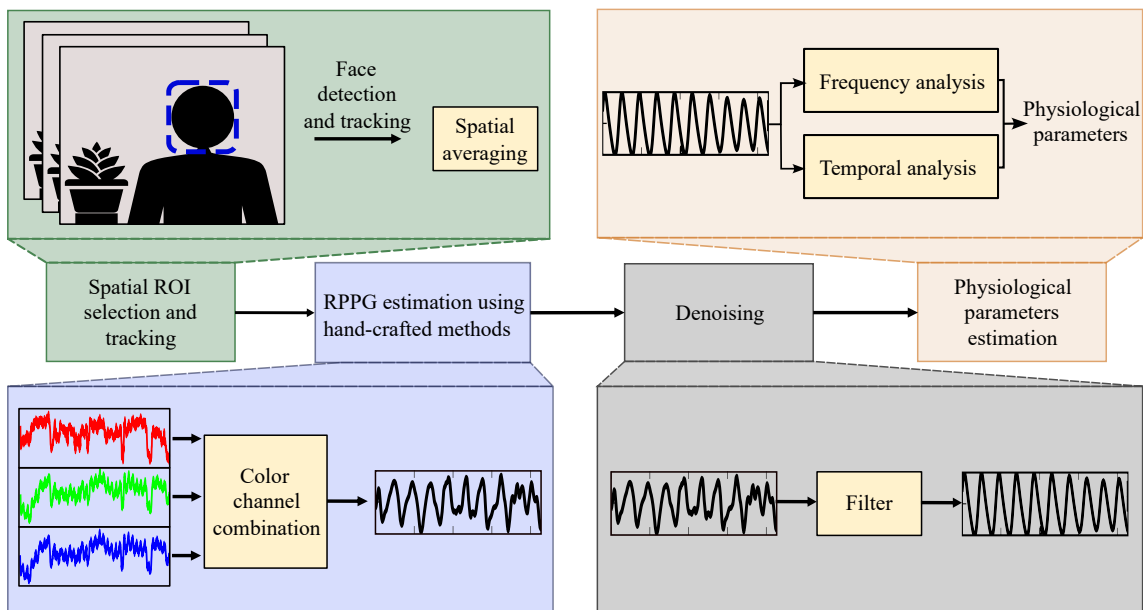 Face
detection
and tracking
Spatial
averaging
Frequency analysis
Temporal analysis
Physiological
parameters
Spatial ROI
selection and
tracking
RPPG estimation using
hand-crafted methods
Denoising
Physiological
parameters
estimation
Color
channel
combination
Filter